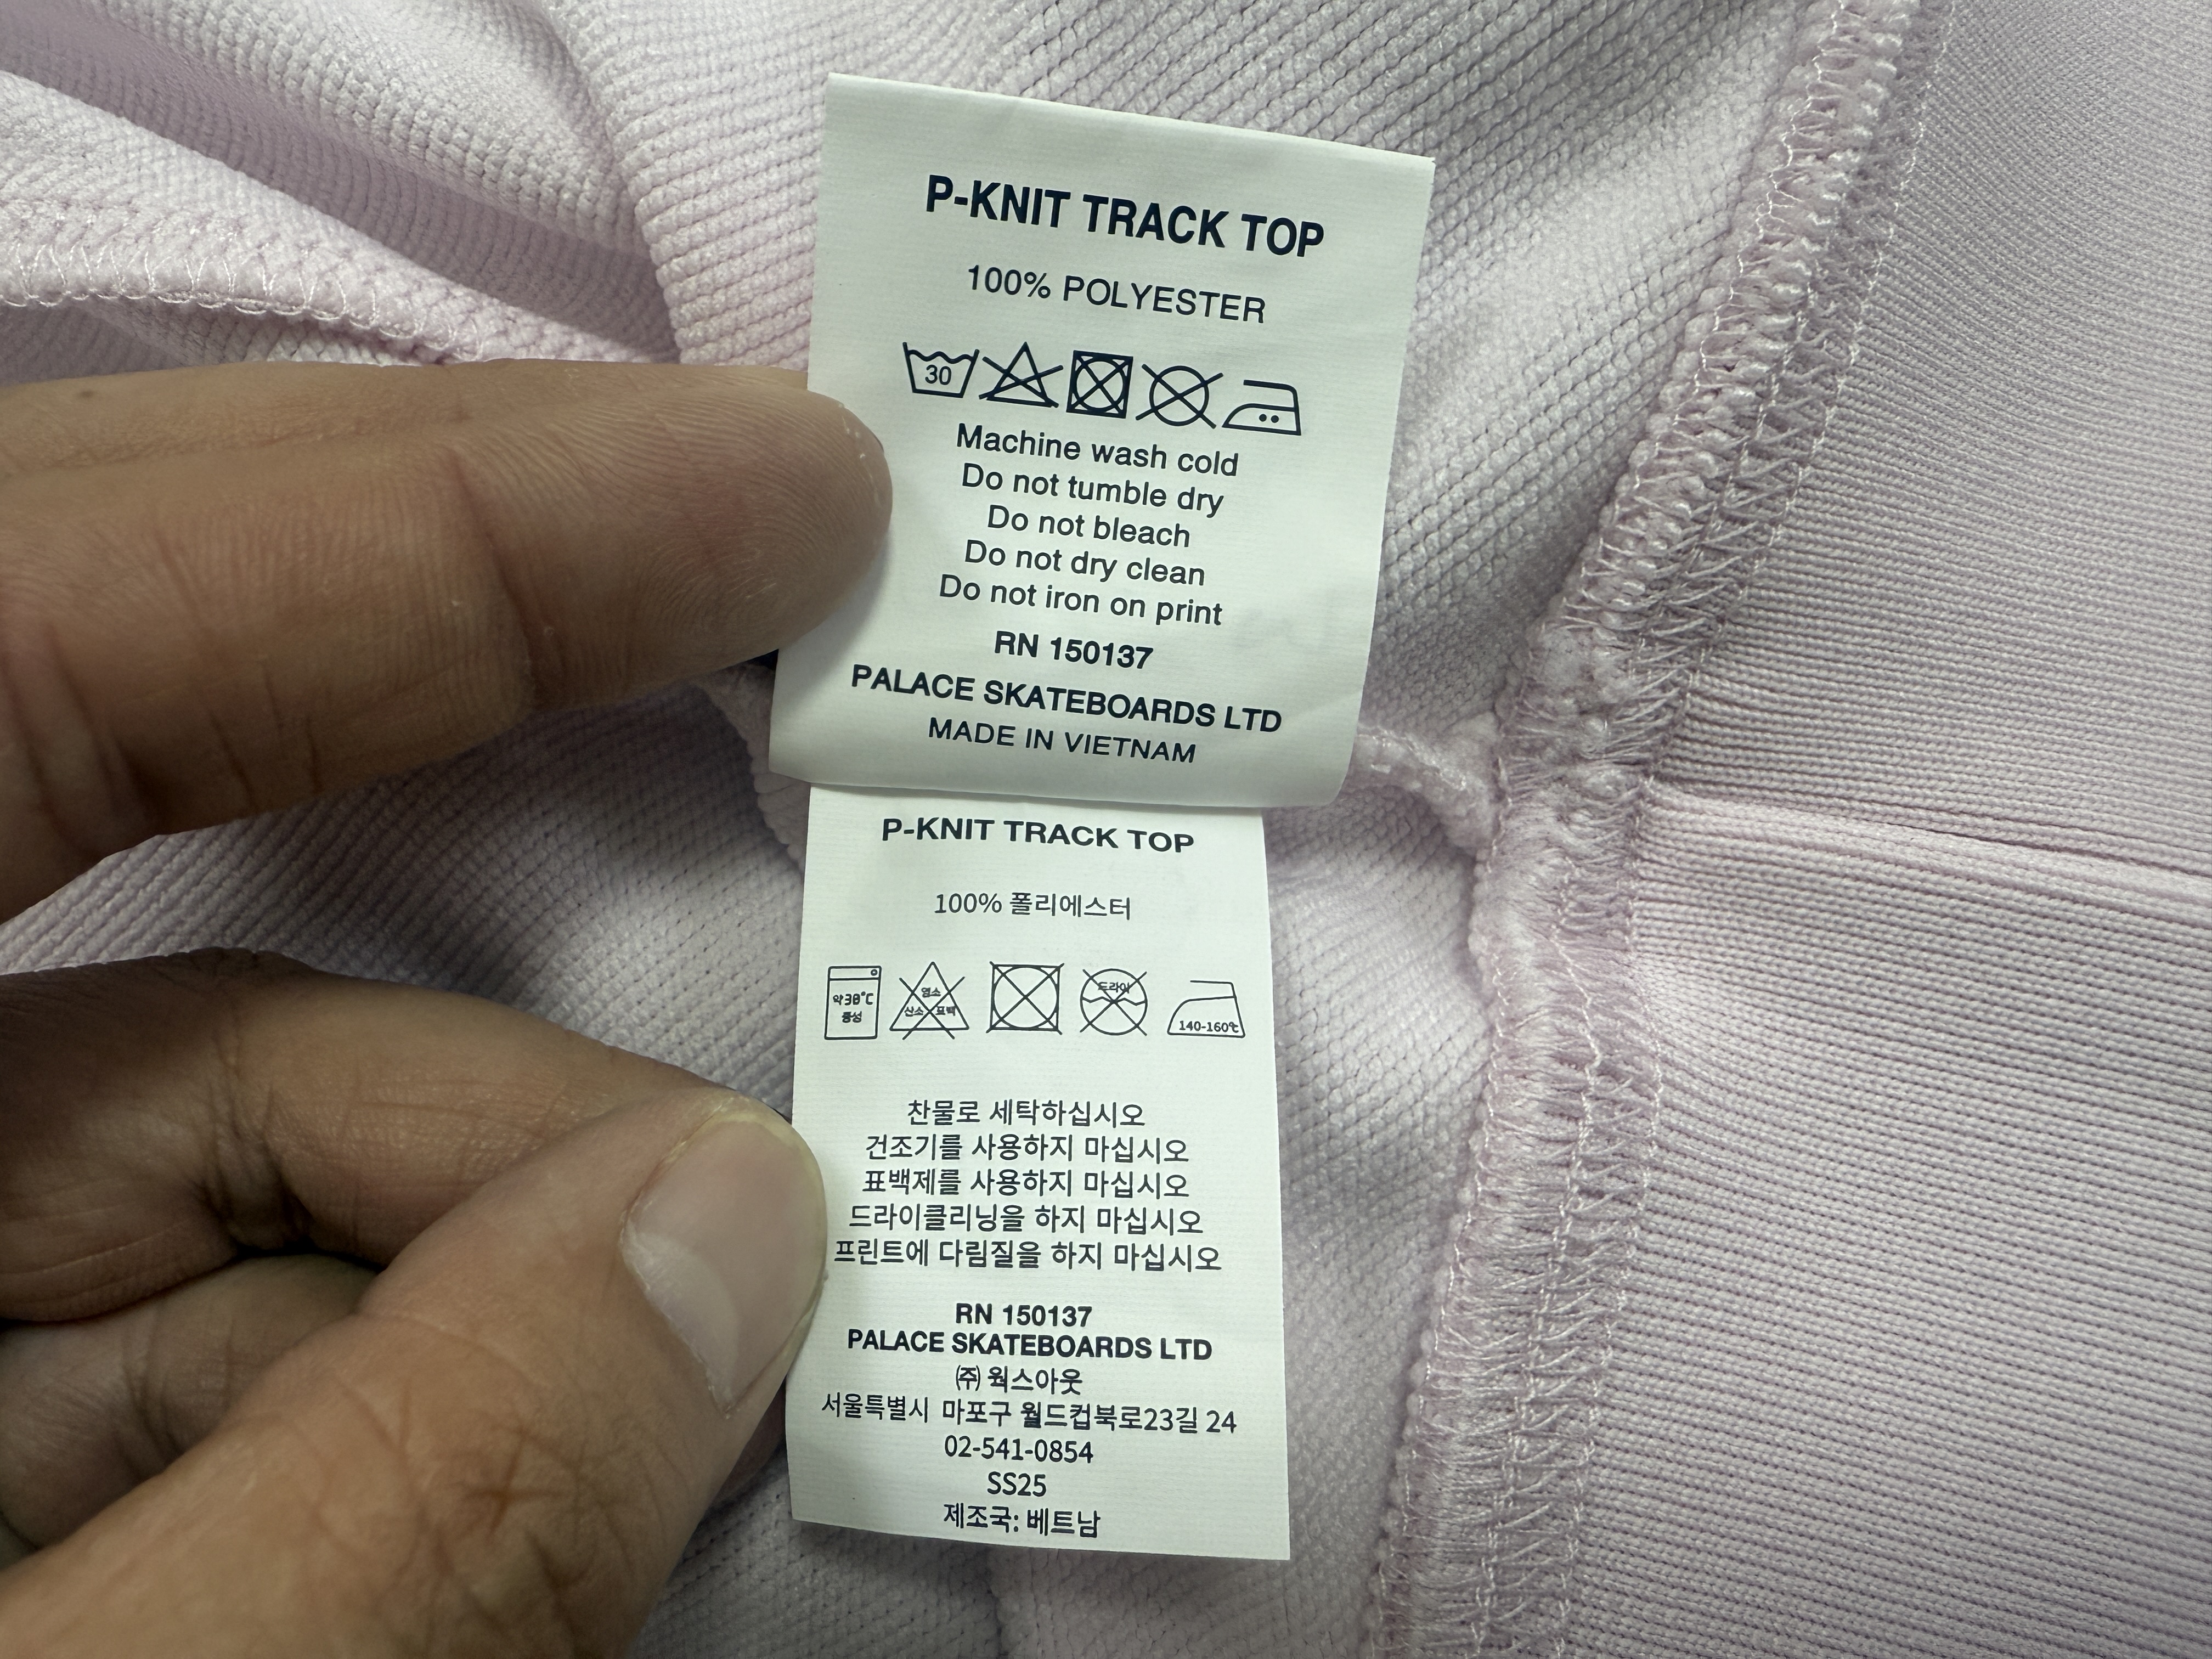 P-KNIT TRACK TOP
100% POLYESTER
30
Machine wash cold
Do not tumble dry
Do not bleach
Do not dry clean
Do not iron on print
RN 150137
PALACE SKATEBOARDS LTD
MADE IN VIETNAM
P-KNIT TRACK TOP
100% 폴리에스터
약30℃ 중성
염소 산소 표백
드라이
140-160℃
찬물로 세탁하십시오
건조기를 사용하지 마십시오
표백제를 사용하지 마십시오
드라이클리닝을 하지 마십시오
프린트에 다림질을 하지 마십시오
RN 150137
PALACE SKATEBOARDS LTD
㈜ 웍스아웃
서울특별시 마포구 월드컵북로23길 24
02-541-0854
SS25
제조국: 베트남